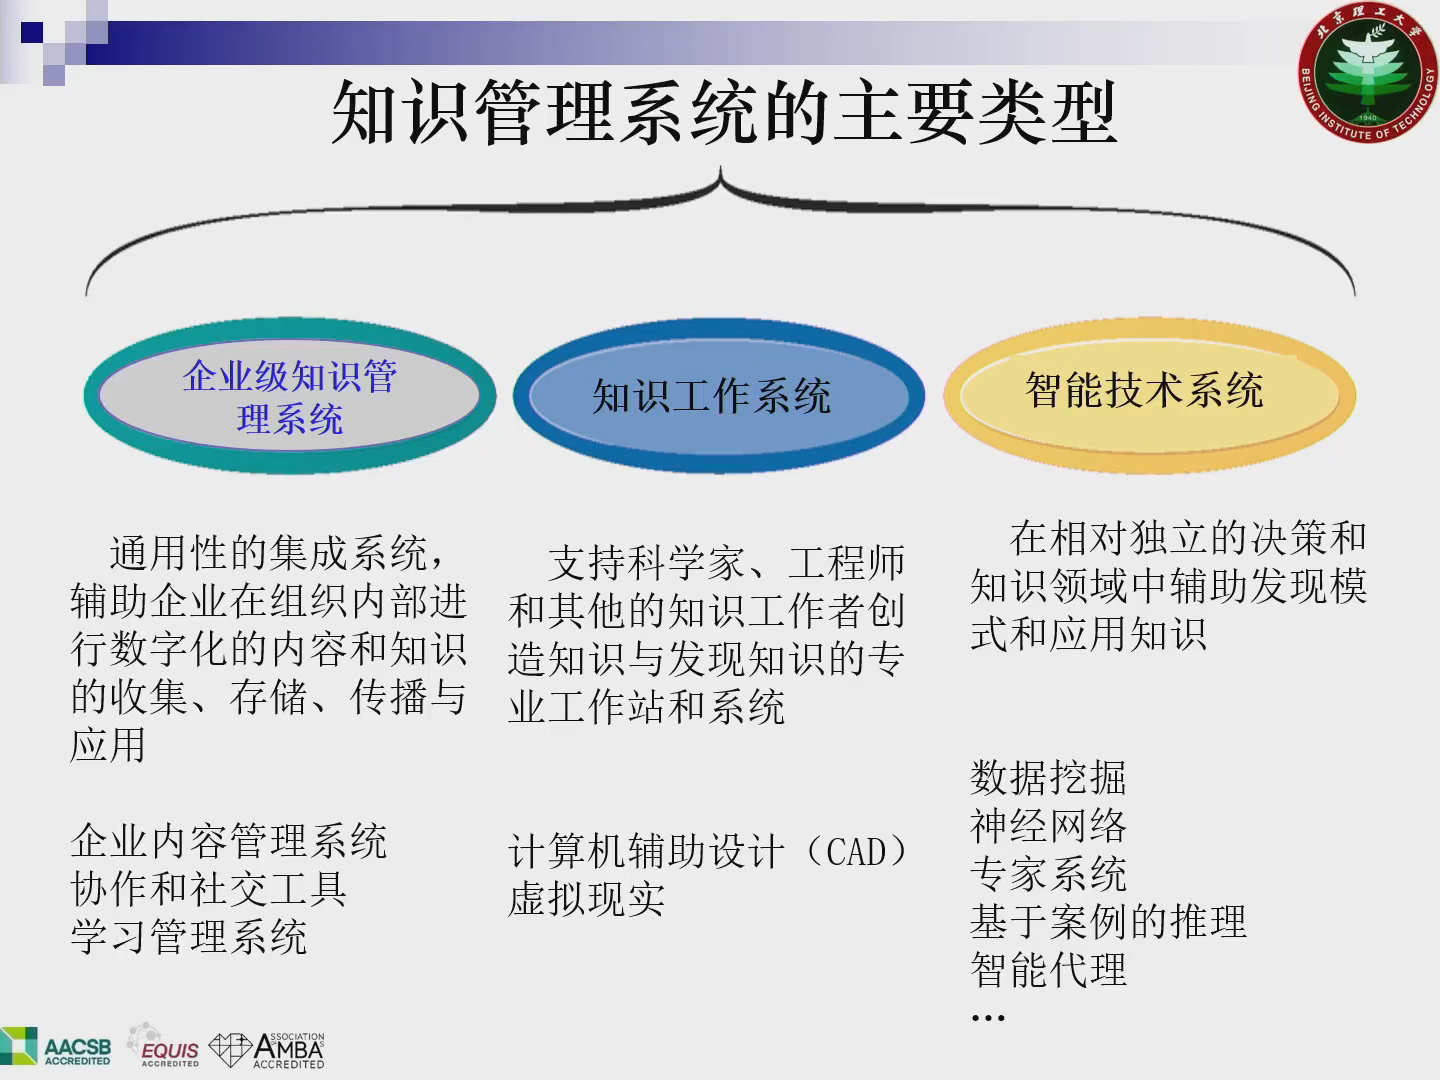 知识管理系统的主要类型
北京理工大学
BEIJING INSTITUTE OF TECHNOLOGY
1940
企业级知识管
理系统
知识工作系统
智能技术系统
通用性的集成系统，
辅助企业在组织内部进
行数字化的内容和知识
的收集、存储、传播与
应用
企业内容管理系统
协作和社交工具
学习管理系统
支持科学家、工程师
和其他的知识工作者创
造知识与发现知识的专
业工作站和系统
计算机辅助设计（CAD）
虚拟现实
在相对独立的决策和
知识领域中辅助发现模
式和应用知识
数据挖掘
神经网络
专家系统
基于案例的推理
智能代理
…
AACSB
ACCREDITED
EQUIS
ACCREDITED
ASSOCIATION
OF
AMBAS
ACCREDITED